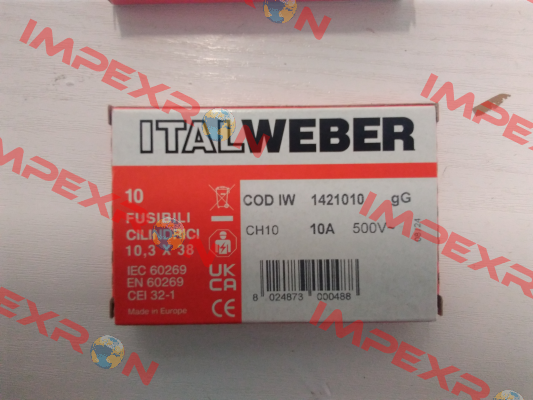 ITALWEBER
10
FUSIBILI
CILINDRICI
10,3 x 38
IEC 60269
EN 60269
CEI 32-1
Made in Europe
UK
CA
CE
COD IW 1421010 gG
CH10 10A 500V~
8 024873 000488
IMPEXRON
IMPEXRON
IMPEXRON
IMPEXRON
IMPEXRON